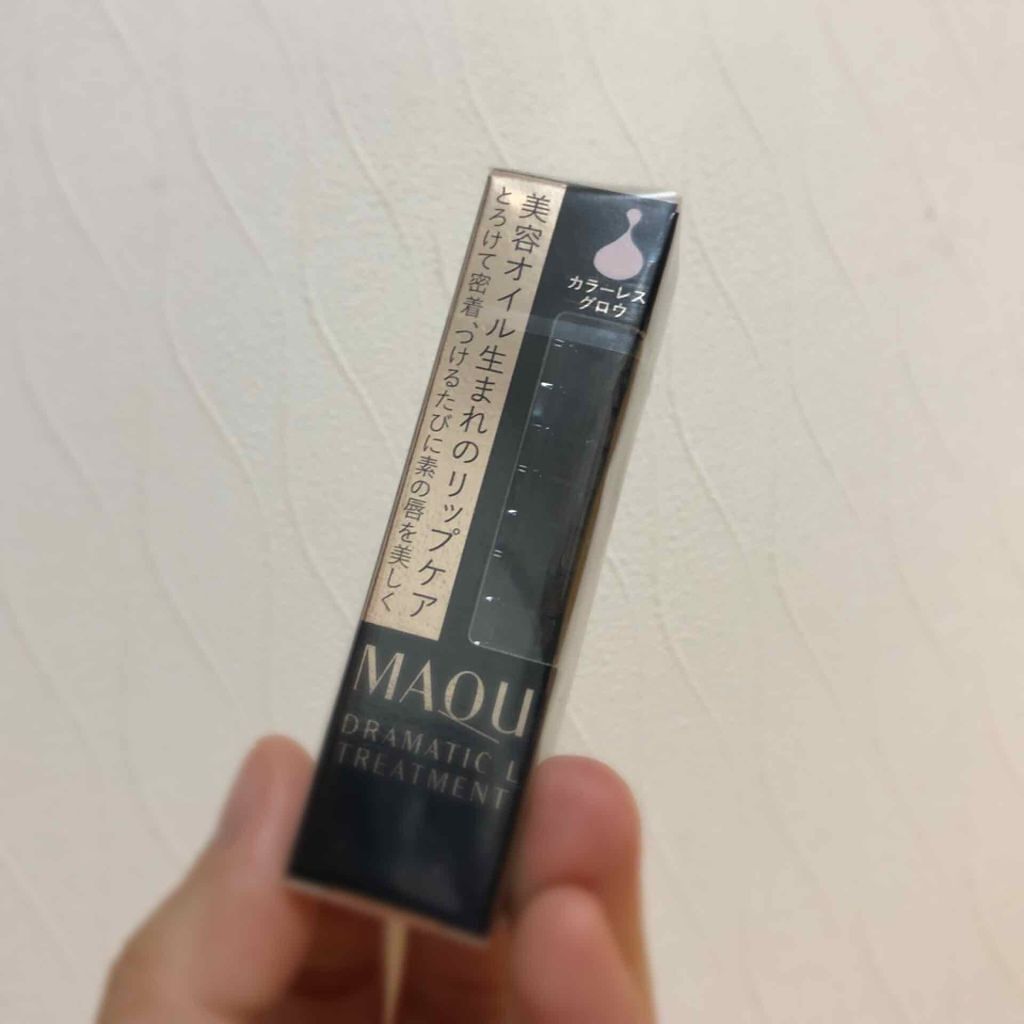 美容オイル生まれのリップケア
とろけて密着、つけるたびに素の唇を美しく
カラーレス
グロウ
MAQU
DRAMATIC L
TREATMENT